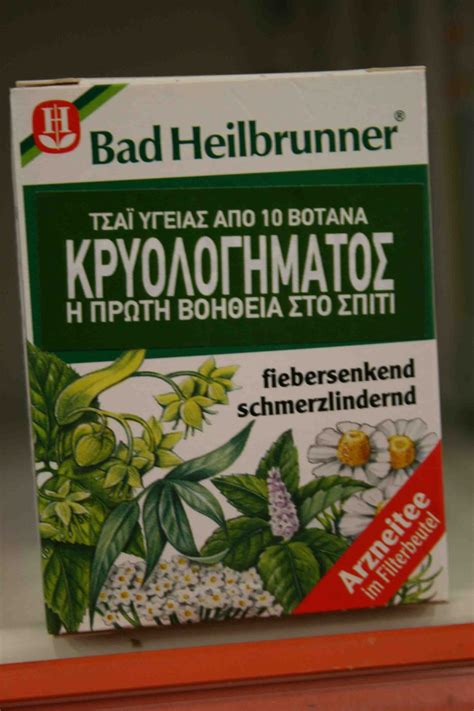 H
Bad Heilbrunner®
ΤΣΑΪ ΥΓΕΙΑΣ ΑΠΟ 10 ΒΟΤΑΝΑ
ΚΡΥΟΛΟΓΗΜΑΤΟΣ
Η ΠΡΩΤΗ ΒΟΗΘΕΙΑ ΣΤΟ ΣΠΙΤΙ
fiebersenkend
schmerzlindernd
Arzneitee
im Filterbeutel